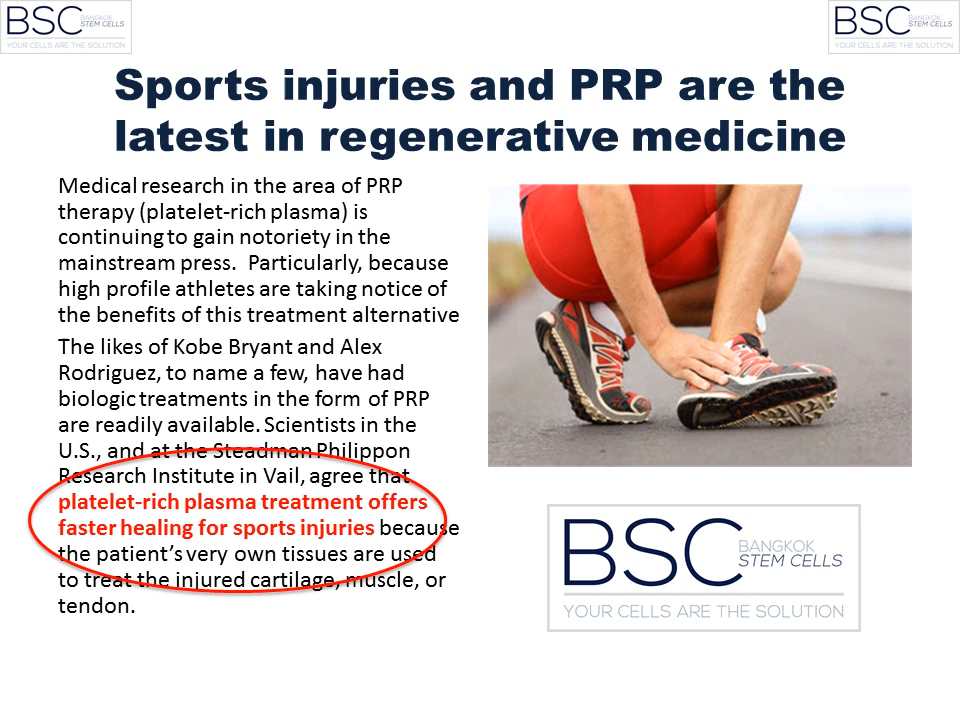 BSC BANGKOK
STEM CELLS
YOUR CELLS ARE THE SOLUTION
BSC BANGKOK
STEM CELLS
YOUR CELLS ARE THE SOLUTION
Sports injuries and PRP are the
latest in regenerative medicine
Medical research in the area of PRP
therapy (platelet-rich plasma) is
continuing to gain notoriety in the
mainstream press.  Particularly, because
high profile athletes are taking notice of
the benefits of this treatment alternative
The likes of Kobe Bryant and Alex
Rodriguez, to name a few, have had
biologic treatments in the form of PRP
are readily available. Scientists in the
U.S., and at the Steadman Philippon
Research Institute in Vail, agree that
platelet-rich plasma treatment offers
faster healing for sports injuries because
the patient’s very own tissues are used
to treat the injured cartilage, muscle, or
tendon.
BSC BANGKOK
STEM CELLS
YOUR CELLS ARE THE SOLUTION